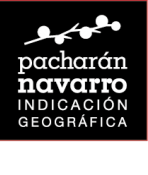 pacharán
navarro
INDICACIÓN
GEOGRÁFICA